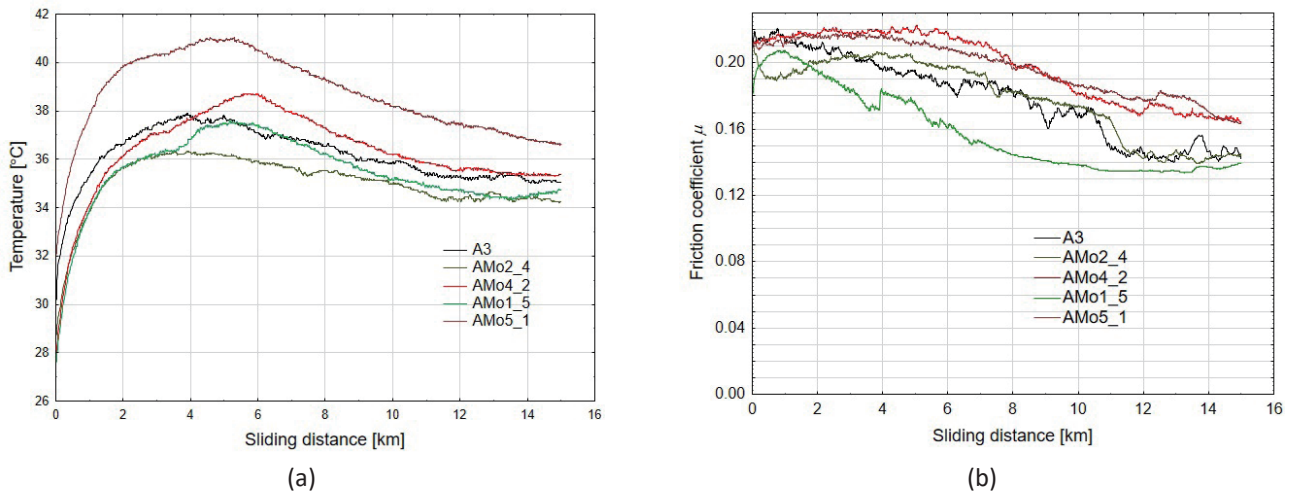 42
40
38
36
34
32
30
28
26
Temperature [°C]
A3
AMo2_4
AMo4_2
AMo1_5
AMo5_1
0 2 4 6 8 10 12 14 16
Sliding distance [km]
(a)
0.20
0.16
0.12
0.08
0.04
0.00
Friction coefficient μ
A3
AMo2_4
AMo4_2
AMo1_5
AMo5_1
0 2 4 6 8 10 12 14 16
Sliding distance [km]
(b)